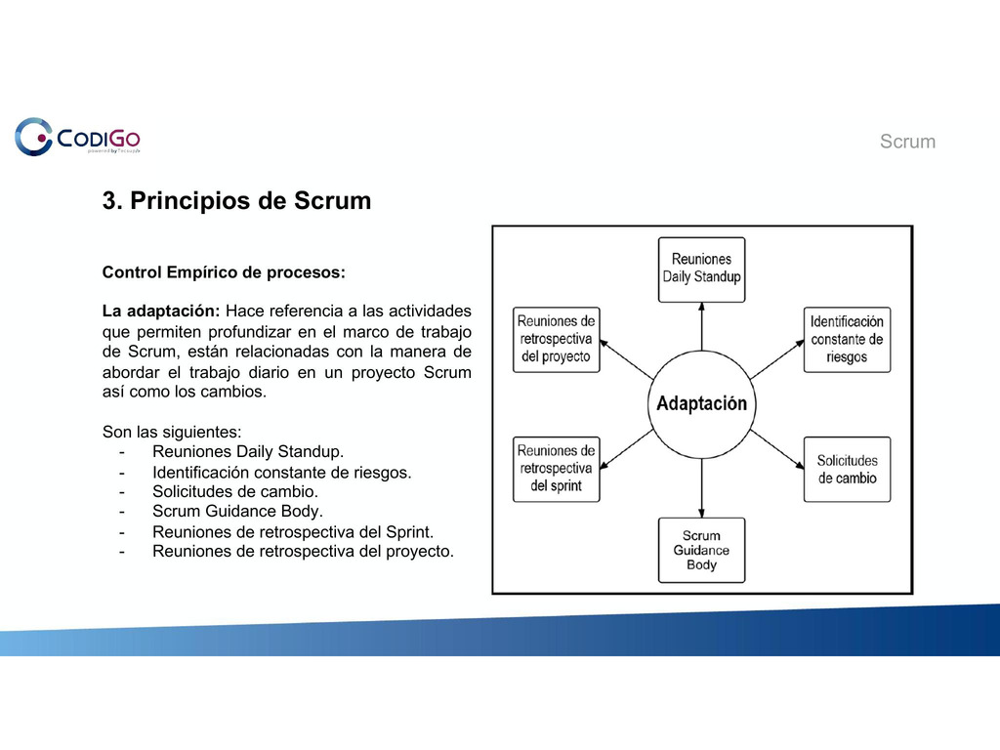 CODIGO
powered by Tecsup
Scrum
3. Principios de Scrum
Control Empírico de procesos:
La adaptación: Hace referencia a las actividades
que permiten profundizar en el marco de trabajo
de Scrum, están relacionadas con la manera de
abordar el trabajo diario en un proyecto Scrum
así como los cambios.
Son las siguientes:
- Reuniones Daily Standup.
- Identificación constante de riesgos.
- Solicitudes de cambio.
- Scrum Guidance Body.
- Reuniones de retrospectiva del Sprint.
- Reuniones de retrospectiva del proyecto.
Reuniones
Daily Standup
Reuniones de
retrospectiva
del proyecto
Identificación
constante de
riesgos
Adaptación
Reuniones de
retrospectiva
del sprint
Solicitudes
de cambio
Scrum
Guidance
Body